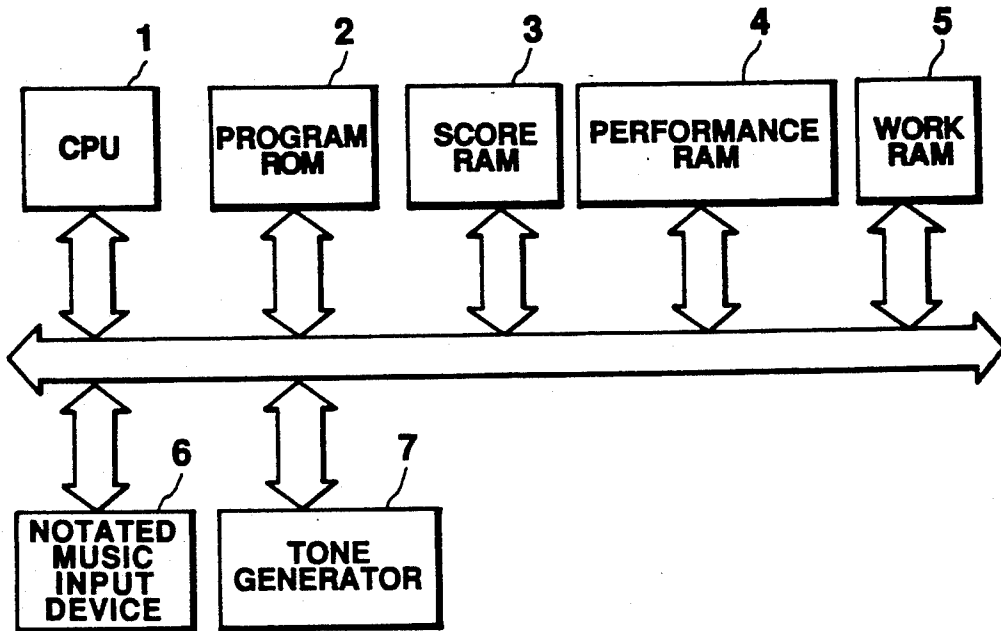 1
2
3
4
5
CPU
PROGRAM
ROM
SCORE
RAM
PERFORMANCE
RAM
WORK
RAM
6
7
NOTATED
MUSIC
INPUT
DEVICE
TONE
GENERATOR